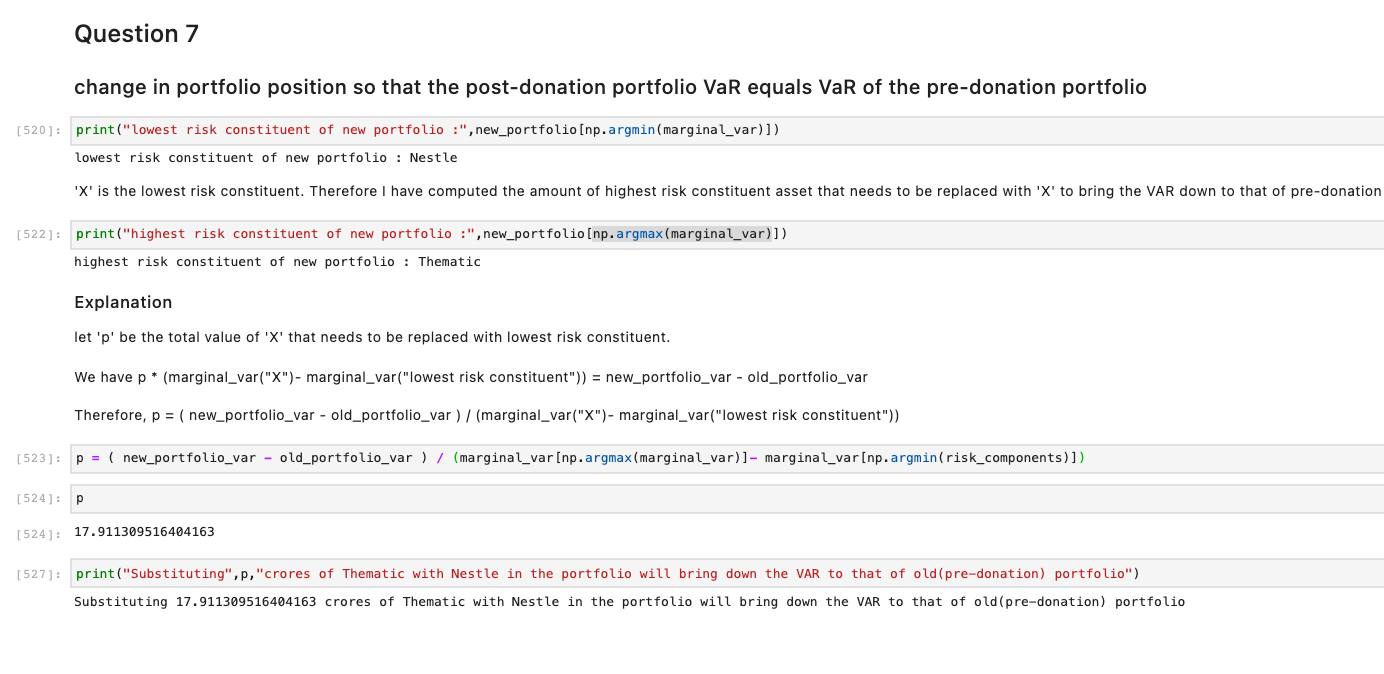 Question 7
change in portfolio position so that the post-donation portfolio VaR equals VaR of the pre-donation portfolio
[520]: print("lowest risk constituent of new portfolio :",new_portfolio[np.argmin(marginal_var)])
lowest risk constituent of new portfolio : Nestle
'X' is the lowest risk constituent. Therefore I have computed the amount of highest risk constituent asset that needs to be replaced with 'X' to bring the VAR down to that of pre-donation
[522]: print("highest risk constituent of new portfolio :",new_portfolio[np.argmax(marginal_var)])
highest risk constituent of new portfolio : Thematic
Explanation
let 'p' be the total value of 'X' that needs to be replaced with lowest risk constituent.
We have p * (marginal_var("X")- marginal_var("lowest risk constituent")) = new_portfolio_var - old_portfolio_var
Therefore, p = ( new_portfolio_var - old_portfolio_var ) / (marginal_var("X")- marginal_var("lowest risk constituent"))
[523]: p = ( new_portfolio_var - old_portfolio_var ) / (marginal_var[np.argmax(marginal_var)]- marginal_var[np.argmin(risk_components)])
[524]: p
[524]: 17.911309516404163
[527]: print("Substituting",p,"crores of Thematic with Nestle in the portfolio will bring down the VAR to that of old(pre-donation) portfolio")
Substituting 17.911309516404163 crores of Thematic with Nestle in the portfolio will bring down the VAR to that of old(pre-donation) portfolio